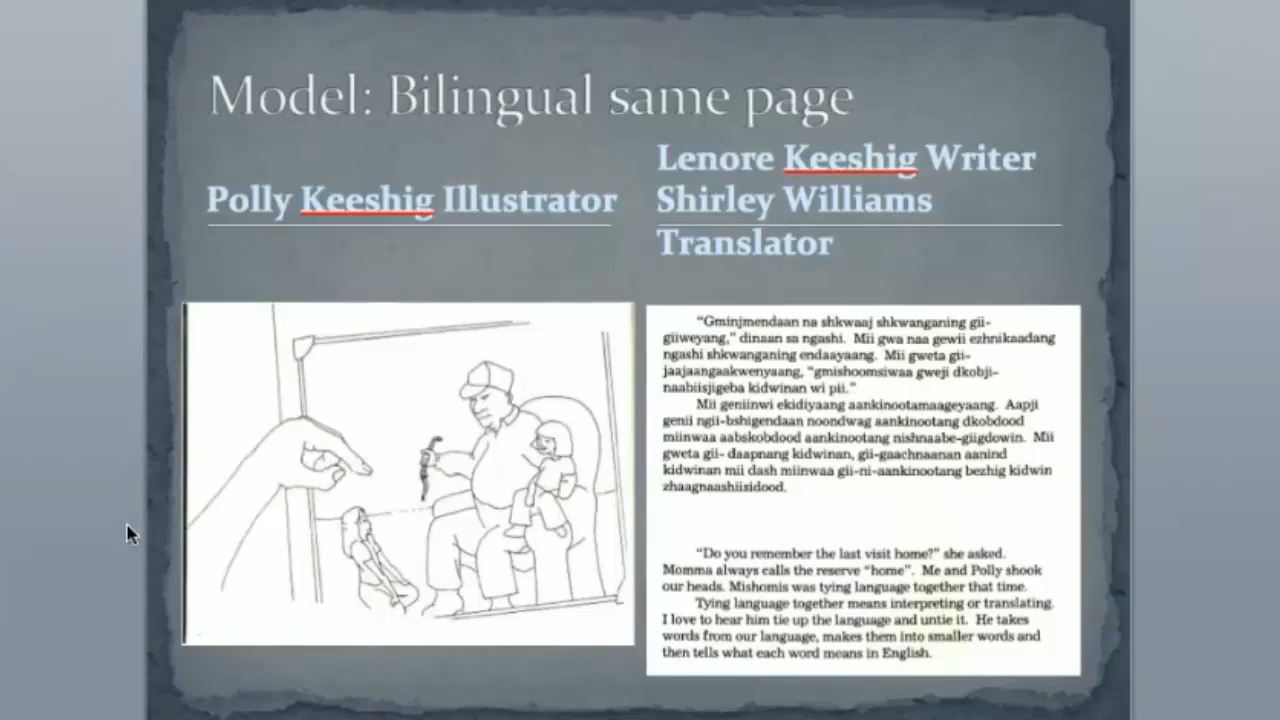 Model: Bilingual same page
Polly Keeshig Illustrator
Lenore Keeshig Writer
Shirley Williams
Translator
“Gminjmendaan na shkwaaj shkwanganing gii-
giiweyang,” dinaan sa ngashi. Mii gwa naa gewii ezhnikaadang
ngashi shkwanganing endaayaang. Mii gweta gii-
jaajaangaakwenyaang, “gmishoomsiwaa gweji dkobji-
naabiisjigeba kidwinan wi pii.”
Mii geniinwi ekidiyaang aankinootamaageyaang. Aapji
genii ngii-bshigendaan noondwag aankinootang dkobdood
miinwaa aabskobdood aankinootang nishnaabe-giigdowin. Mii
gweta gii- daapnang kidwinan, gii-gaachnaanan aanind
kidwinan mii dash miinwaa gii-ni-aankinootang bezhig kidwin
zhaagnaashiisidood.
“Do you remember the last visit home?” she asked.
Momma always calls the reserve “home”. Me and Polly shook
our heads. Mishomis was tying language together that time.
Tying language together means interpreting or translating.
I love to hear him tie up the language and untie it. He takes
words from our language, makes them into smaller words and
then tells what each word means in English.